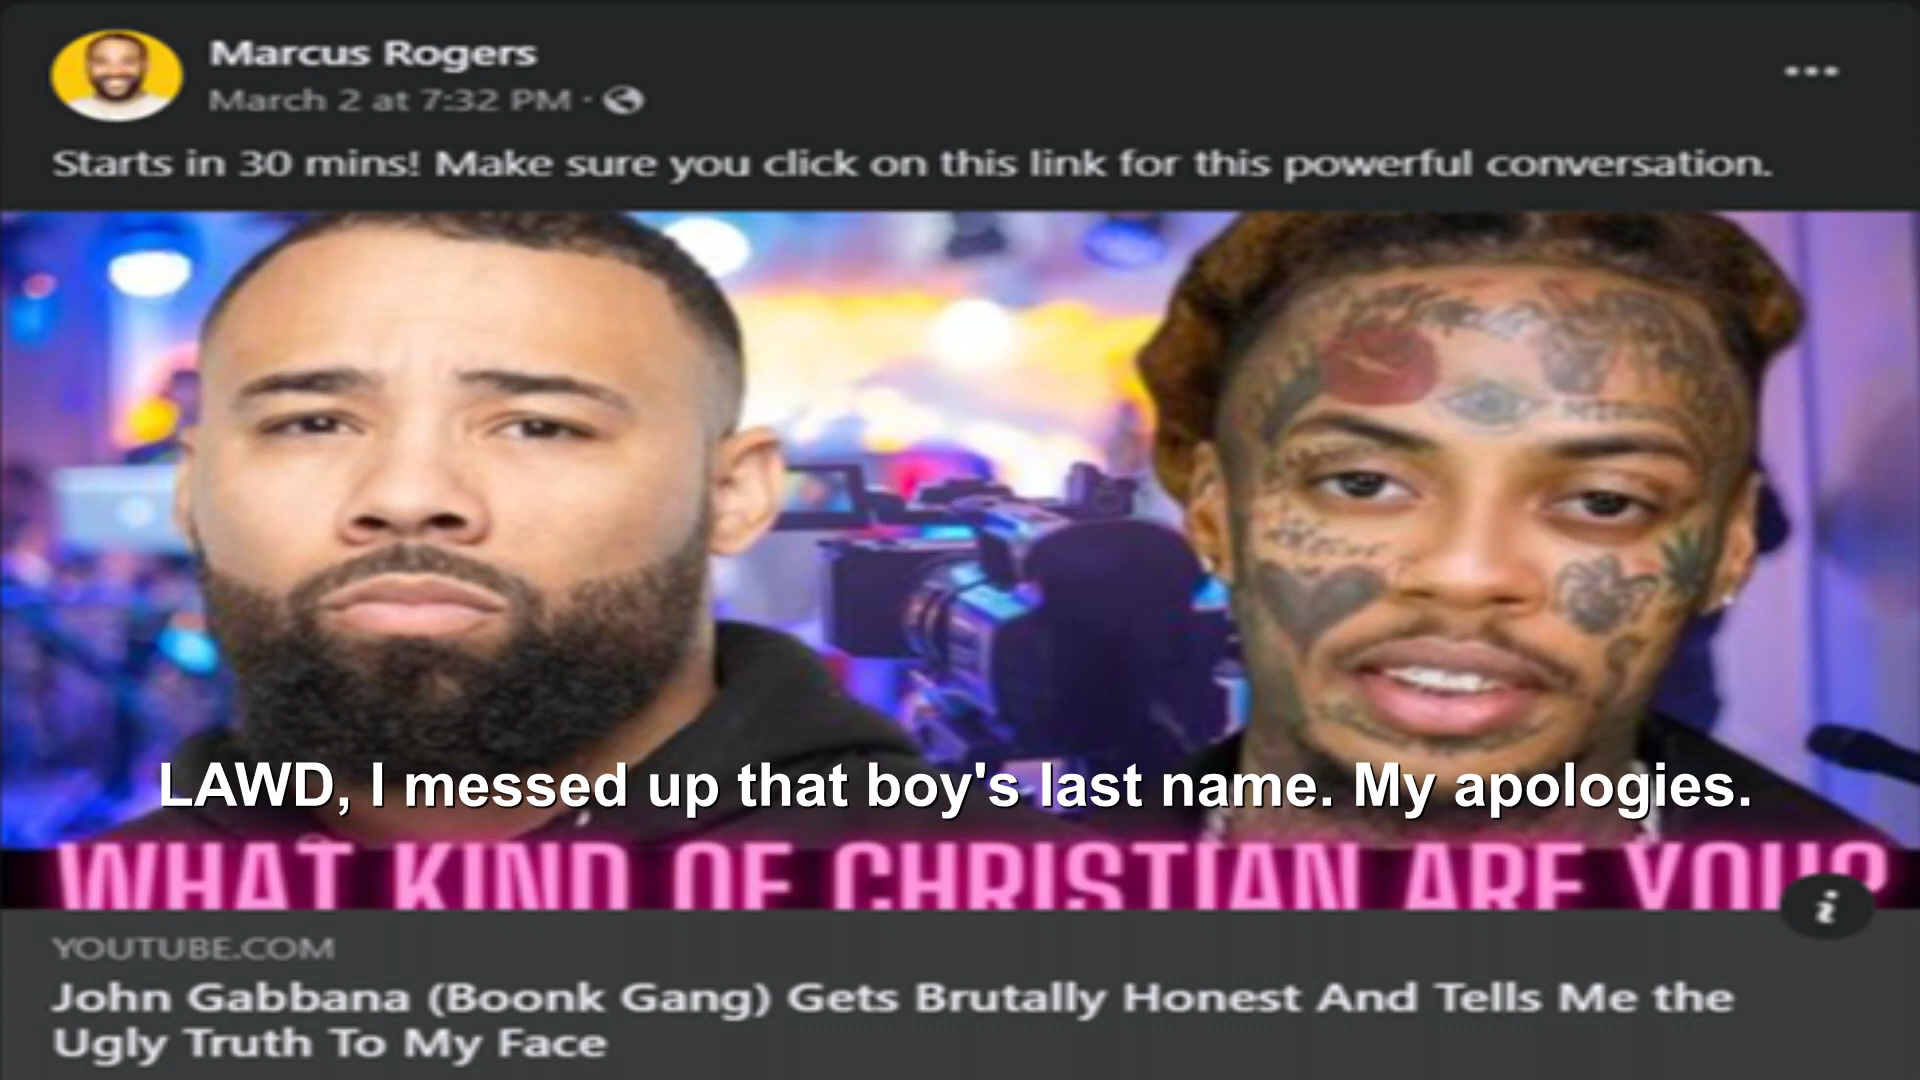 Marcus Rogers
March 2 at 7:32 PM ·
Starts in 30 mins! Make sure you click on this link for this powerful conversation.
LAWD, I messed up that boy's last name. My apologies.
WHAT KIND OF CHRISTIAN ARE YOU?
YOUTUBE.COM
John Gabbana (Boonk Gang) Gets Brutally Honest And Tells Me the
Ugly Truth To My Face